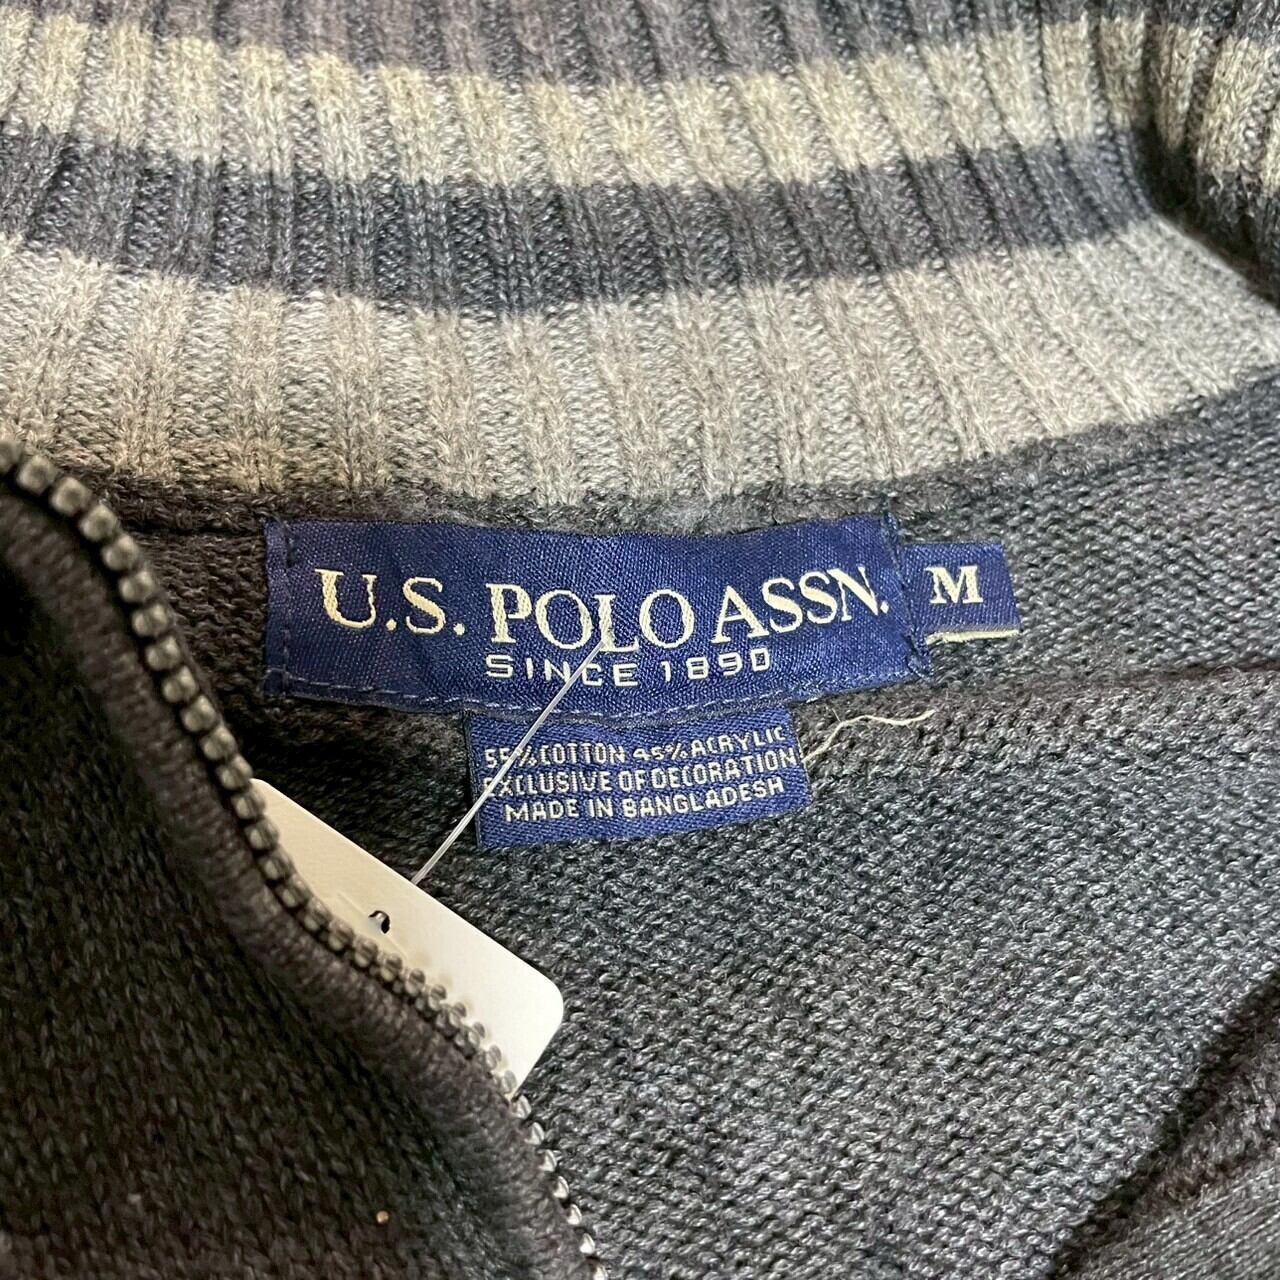 U.S. POLO ASSN.
M
SINCE 1890
55% COTTON 45% ACRYLIC
EXCLUSIVE OF DECORATION
MADE IN BANGLADESH